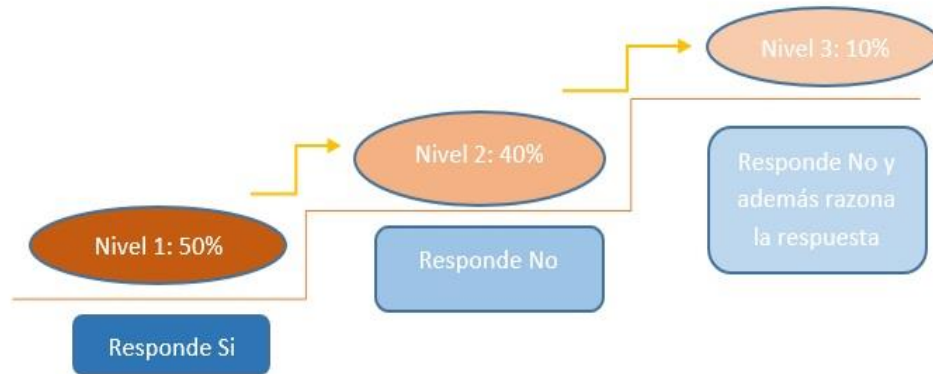 Nivel 1: 50%
Responde Si
Nivel 2: 40%
Responde No
Nivel 3: 10%
Responde No y
además razona
la respuesta